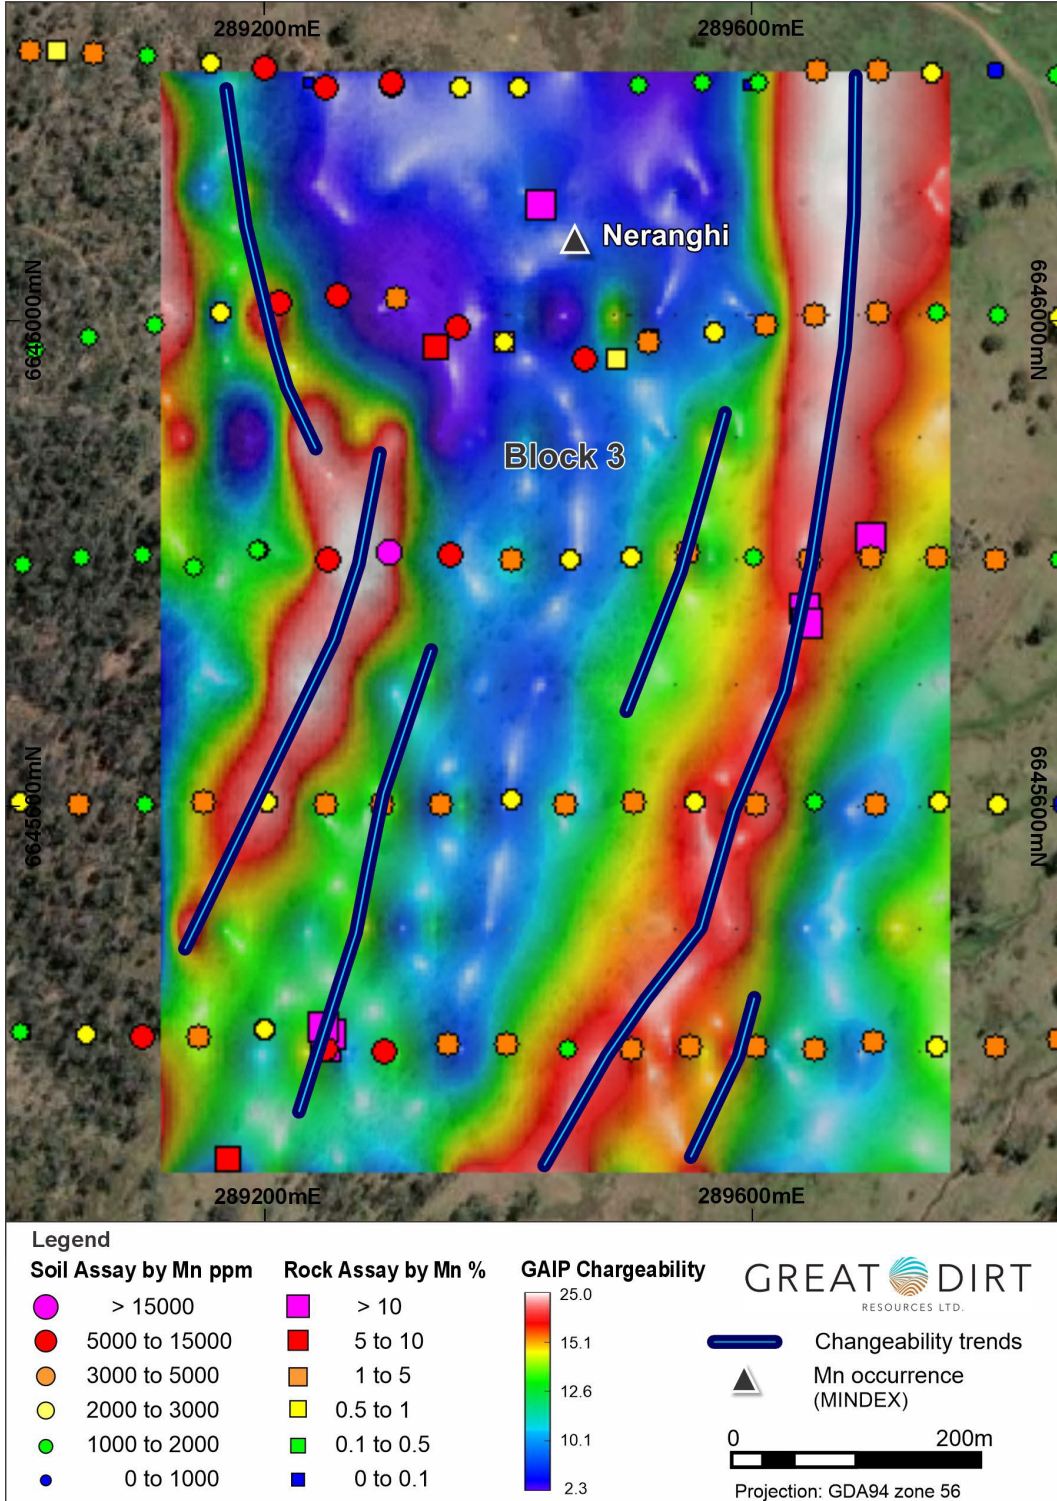 289200mE 289600mE
Neranghi
6646000mN 6646000mN
Block 3
6645600mN 6645600mN
289200mE 289600mE
Legend
Soil Assay by Mn ppm
> 15000
5000 to 15000
3000 to 5000
2000 to 3000
1000 to 2000
0 to 1000
Rock Assay by Mn %
> 10
5 to 10
1 to 5
0.5 to 1
0.1 to 0.5
0 to 0.1
GAIP Chargeability
25.0
15.1
12.6
10.1
2.3
GREAT DIRT
RESOURCES LTD.
Changeability trends
Mn occurrence
(MINDEX)
0 200m
Projection: GDA94 zone 56